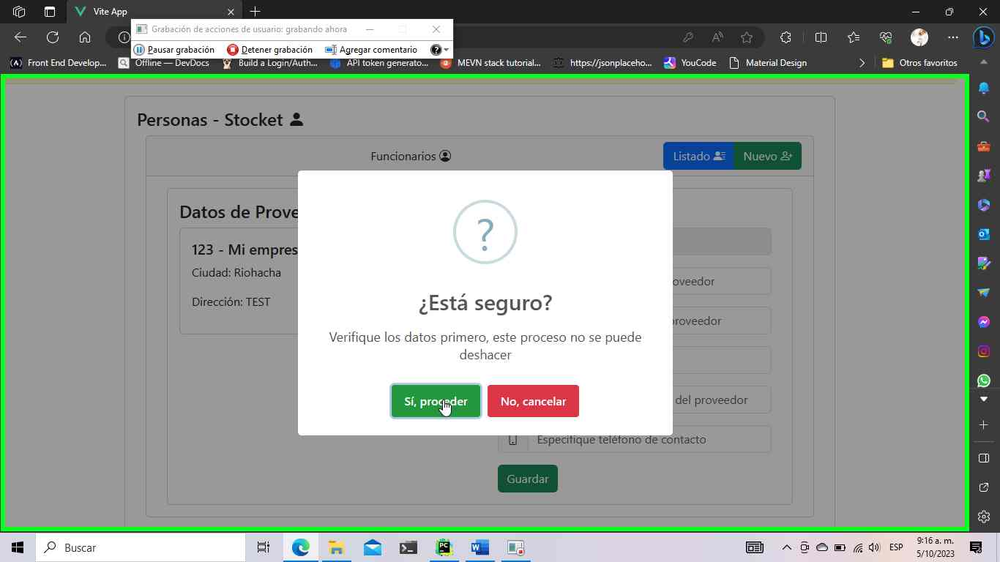 Vite App
Grabación de acciones de usuario: grabando ahora
Pausar grabación
Detener grabación
Agregar comentario
Front End Develop...
Offline — DevDocs
Build a Login/Auth...
API token generato...
MEVN stack tutorial...
https://jsonplaceho...
YouCode
Material Design
Otros favoritos
Personas - Stocket
Funcionarios
Listado
Nuevo
Datos de Prove
123 - Mi empres
Ciudad: Riohacha
Dirección: TEST
oveedor
proveedor
del proveedor
Especifique teléfono de contacto
Guardar
?
¿Está seguro?
Verifique los datos primero, este proceso no se puede
deshacer
Sí, proceder
No, cancelar
Buscar
ESP
9:16 a. m.
5/10/2023